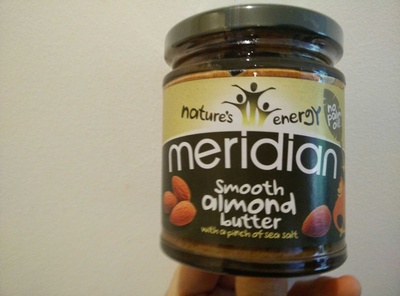 nature's energy
no
palm
oil
meridian
smooth
almond
butter
with a pinch of sea salt